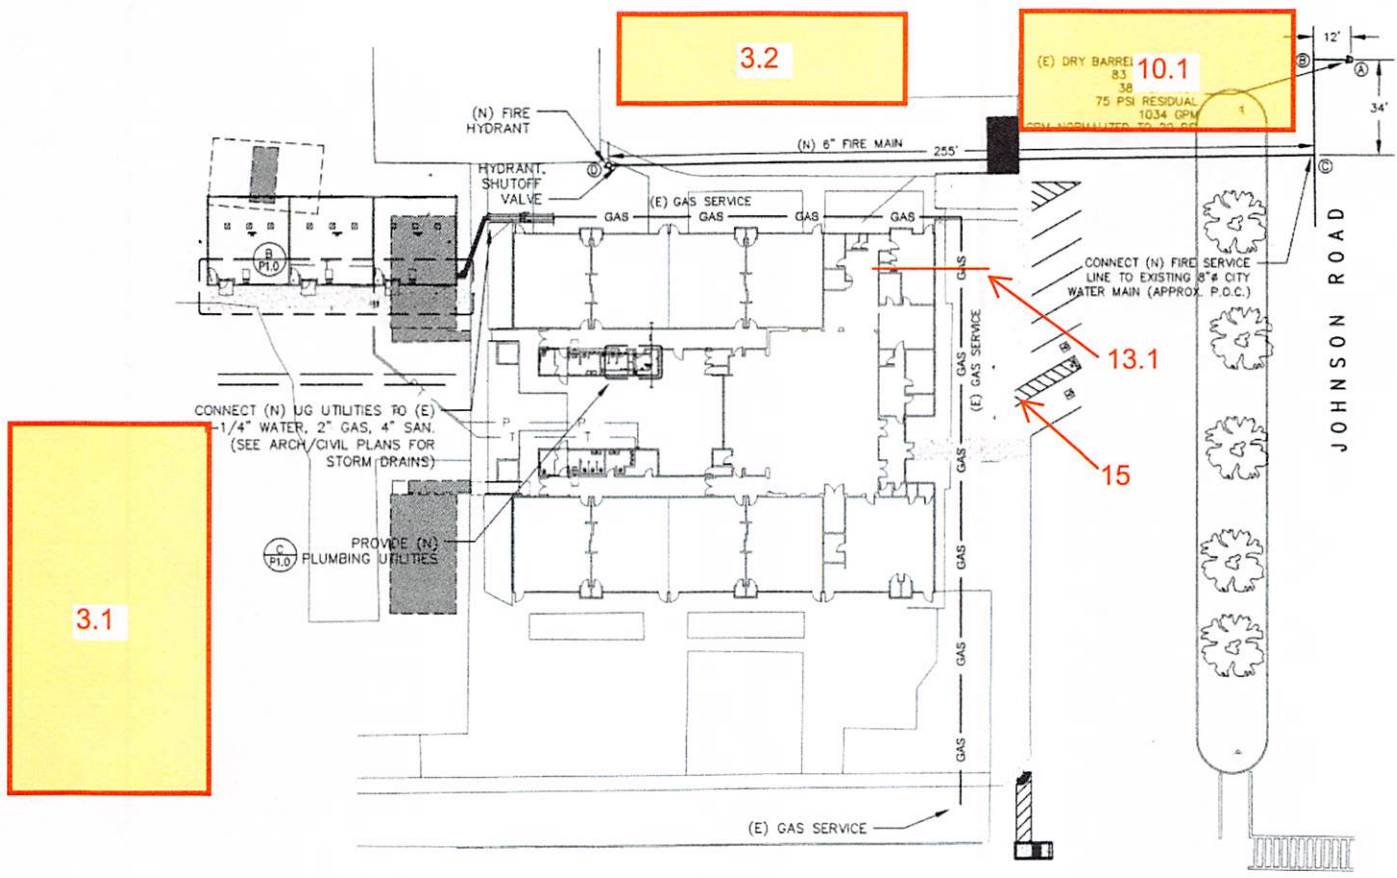 3.2
10.1
(E) DRY BARREL
83
38
75 PSI RESIDUAL
1034 GPM
12'
B
A
34'
(N) FIRE
HYDRANT
(N) 6" FIRE MAIN
255'
D
C
HYDRANT
SHUTOFF
VALVE
(E) GAS SERVICE
GAS
GAS
GAS
GAS
B
P1.0
GAS
CONNECT (N) FIRE SERVICE
LINE TO EXISTING 8"ø CITY
WATER MAIN (APPROX. P.O.C.)
JOHNSON ROAD
13.1
GAS
(E) GAS SERVICE
CONNECT (N) UG UTILITIES TO (E)
-1/4" WATER, 2" GAS, 4" SAN.
(SEE ARCH/CIVIL PLANS FOR
STORM DRAINS)
P
P
T
T
GAS
15
C
P1.0
PROVIDE (N)
PLUMBING UTILITIES
GAS
3.1
GAS
GAS
(E) GAS SERVICE